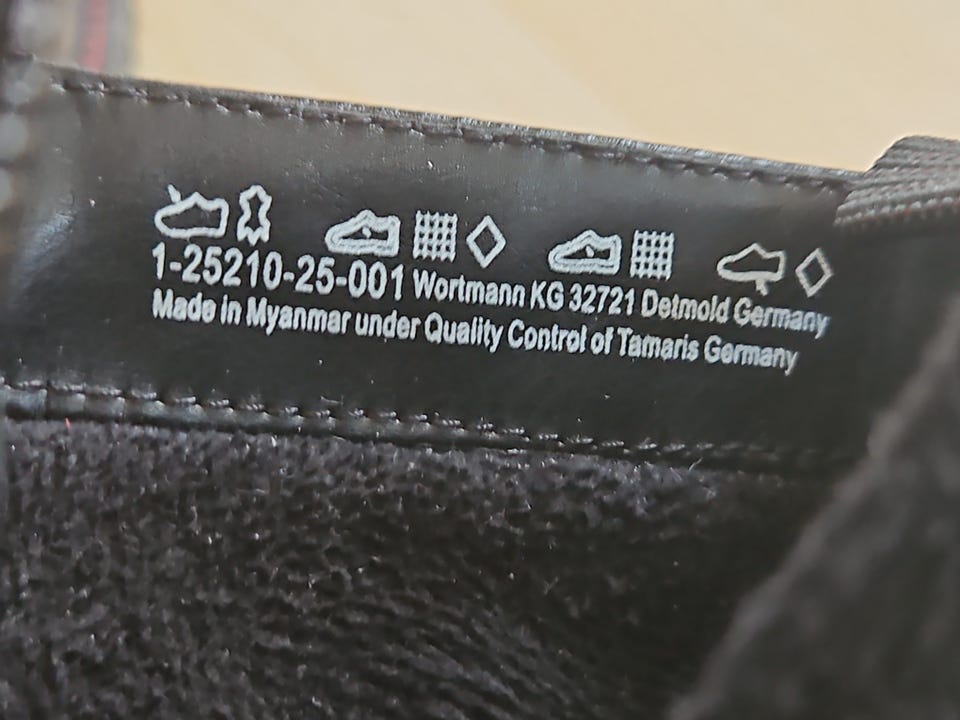 1-25210-25-001 Wortmann KG 32721 Detmold Germany
Made in Myanmar under Quality Control of Tamaris Germany